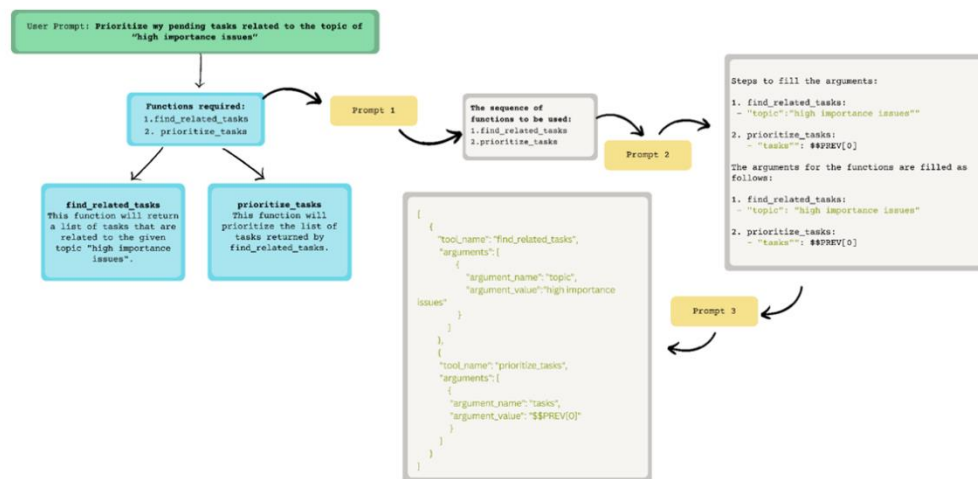 User Prompt: Prioritize my pending tasks related to the topic of
"high importance issues"
Functions required:
1.find_related_tasks
2. prioritize_tasks
Prompt 1
The sequence of
functions to be used:
1.find_related_tasks
2.prioritize_tasks
Prompt 2
Steps to fill the arguments:
1. find_related_tasks:
- "topic":"high importance issues""
2. prioritize_tasks:
- "tasks"": $$PREV[0]
The arguments for the functions are filled as
follows:
1. find_related_tasks:
- "topic": "high importance issues"
2. prioritize_tasks:
- "tasks"": $$PREV[0]
find_related_tasks
This function will return
a list of tasks that are
related to the given
topic "high importance
issues".
prioritize_tasks
This function will
prioritize the list of
tasks returned by
find_related_tasks.
Prompt 3
[
{
"tool_name": "find_related_tasks",
"arguments": [
{
"argument_name": "topic",
"argument_value":"high importance
issues"
}
]
},
{
"tool_name": "prioritize_tasks",
"arguments": [
{
"argument_name": "tasks",
"argument_value": "$$PREV[0]"
}
]
}
]